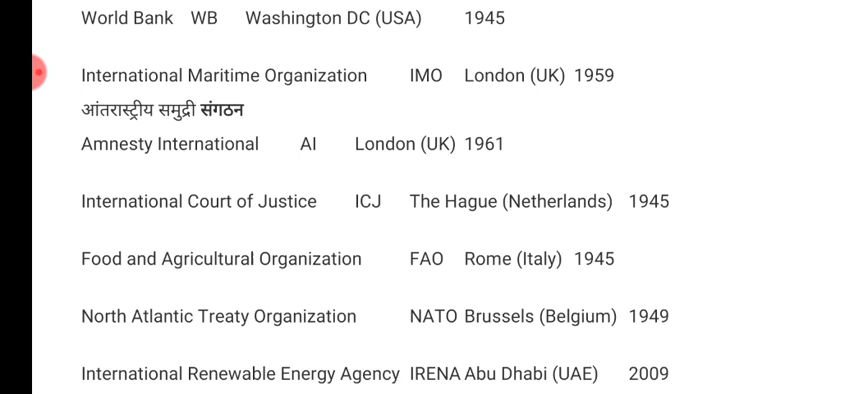 World Bank WB Washington DC (USA) 1945
International Maritime Organization IMO London (UK) 1959
आंतरास्ट्रीय समुद्री संगठन
Amnesty International AI London (UK) 1961
International Court of Justice ICJ The Hague (Netherlands) 1945
Food and Agricultural Organization FAO Rome (Italy) 1945
North Atlantic Treaty Organization NATO Brussels (Belgium) 1949
International Renewable Energy Agency IRENA Abu Dhabi (UAE) 2009